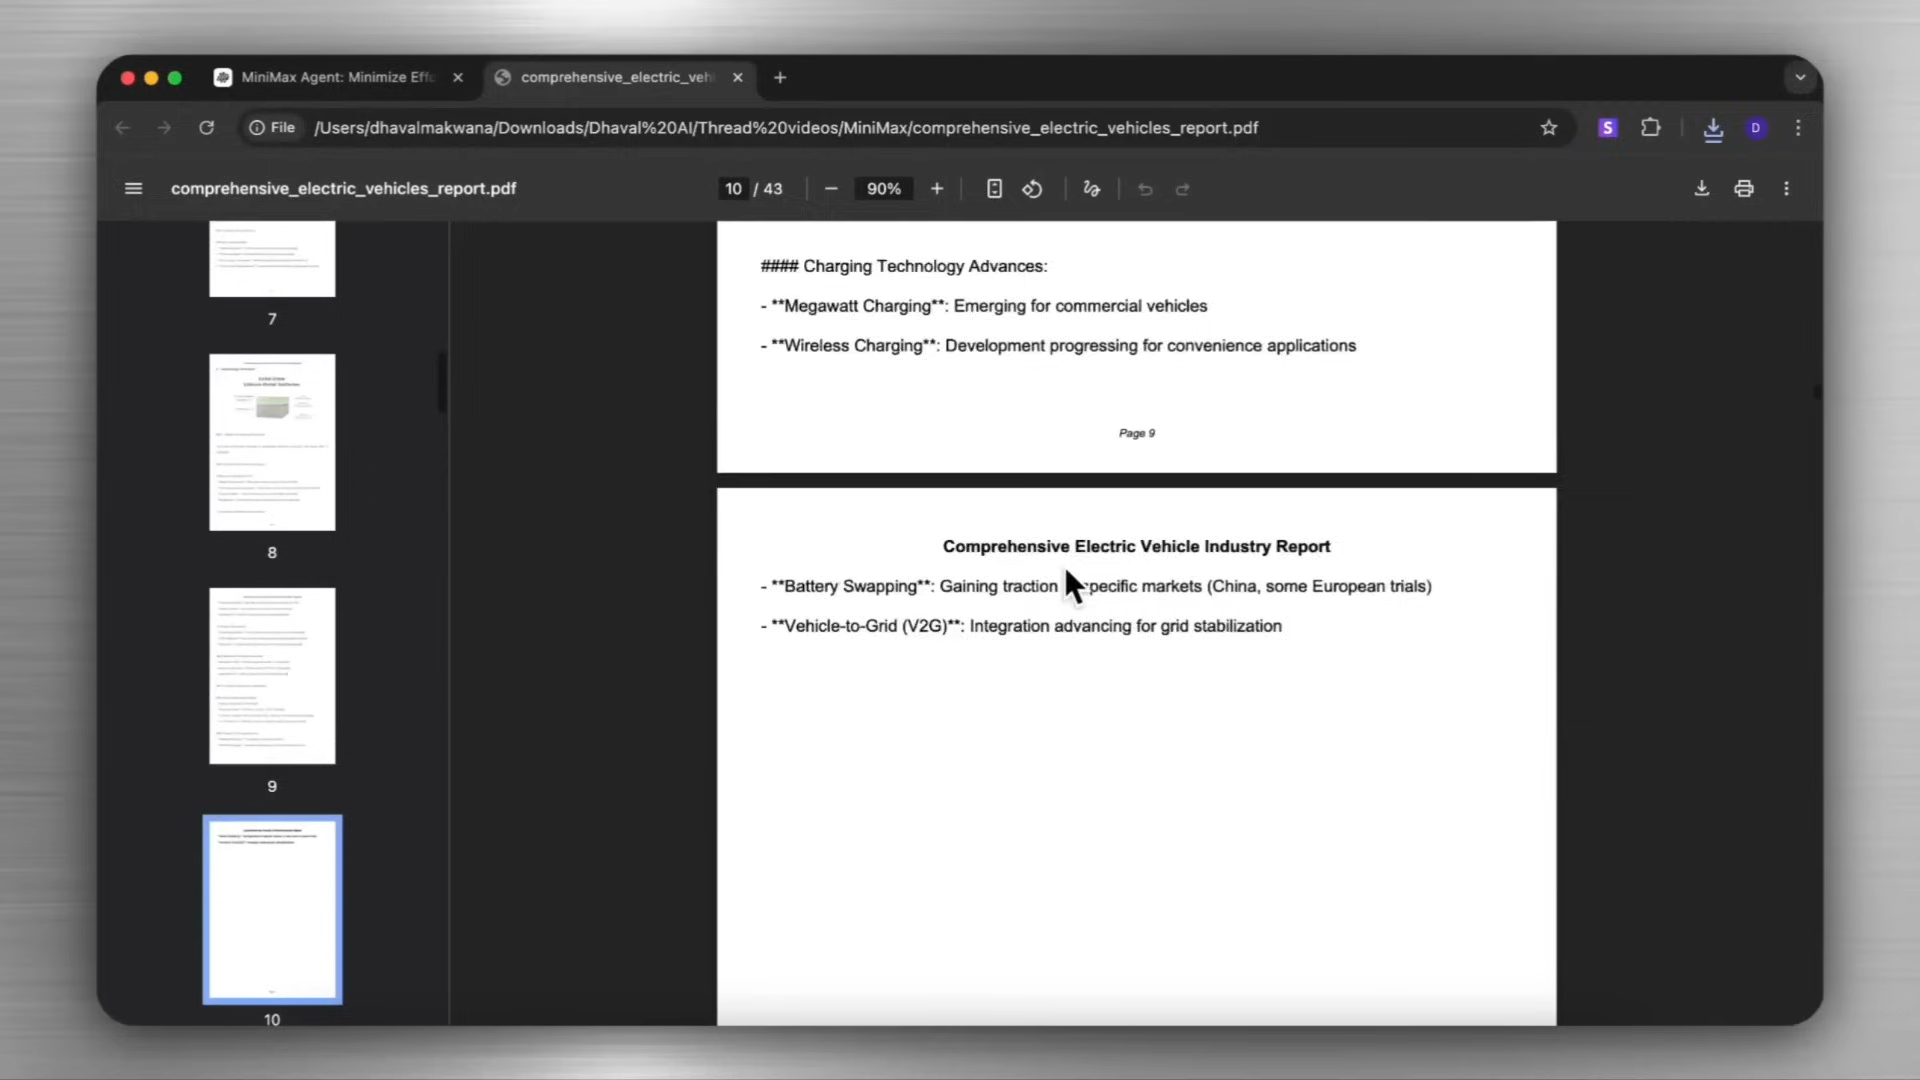 MiniMax Agent: Minimize Eff
comprehensive_electric_veh
File
/Users/dhavalmakwana/Downloads/Dhaval%20AI/Thread%20videos/MiniMax/comprehensive_electric_vehicles_report.pdf
S
D
comprehensive_electric_vehicles_report.pdf
10 / 43
90%
7
8
9
10
#### Charging Technology Advances:
- **Megawatt Charging**: Emerging for commercial vehicles
- **Wireless Charging**: Development progressing for convenience applications
Page 9
Comprehensive Electric Vehicle Industry Report
- **Battery Swapping**: Gaining traction specific markets (China, some European trials)
- **Vehicle-to-Grid (V2G)**: Integration advancing for grid stabilization